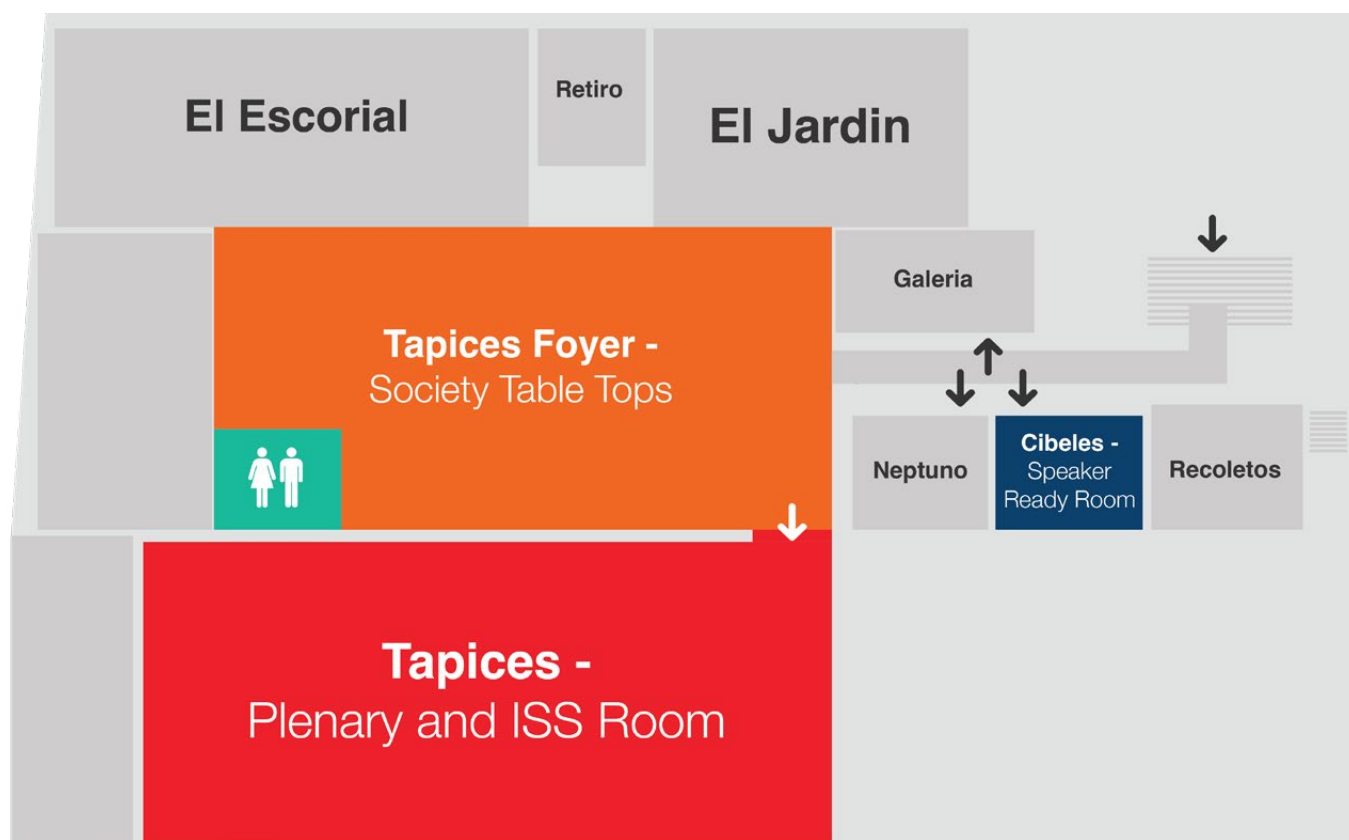 El Escorial
Retiro
El Jardin
Galeria
Tapices Foyer -
Society Table Tops
Neptuno
Cibeles -
Speaker
Ready Room
Recoletos
Tapices -
Plenary and ISS Room